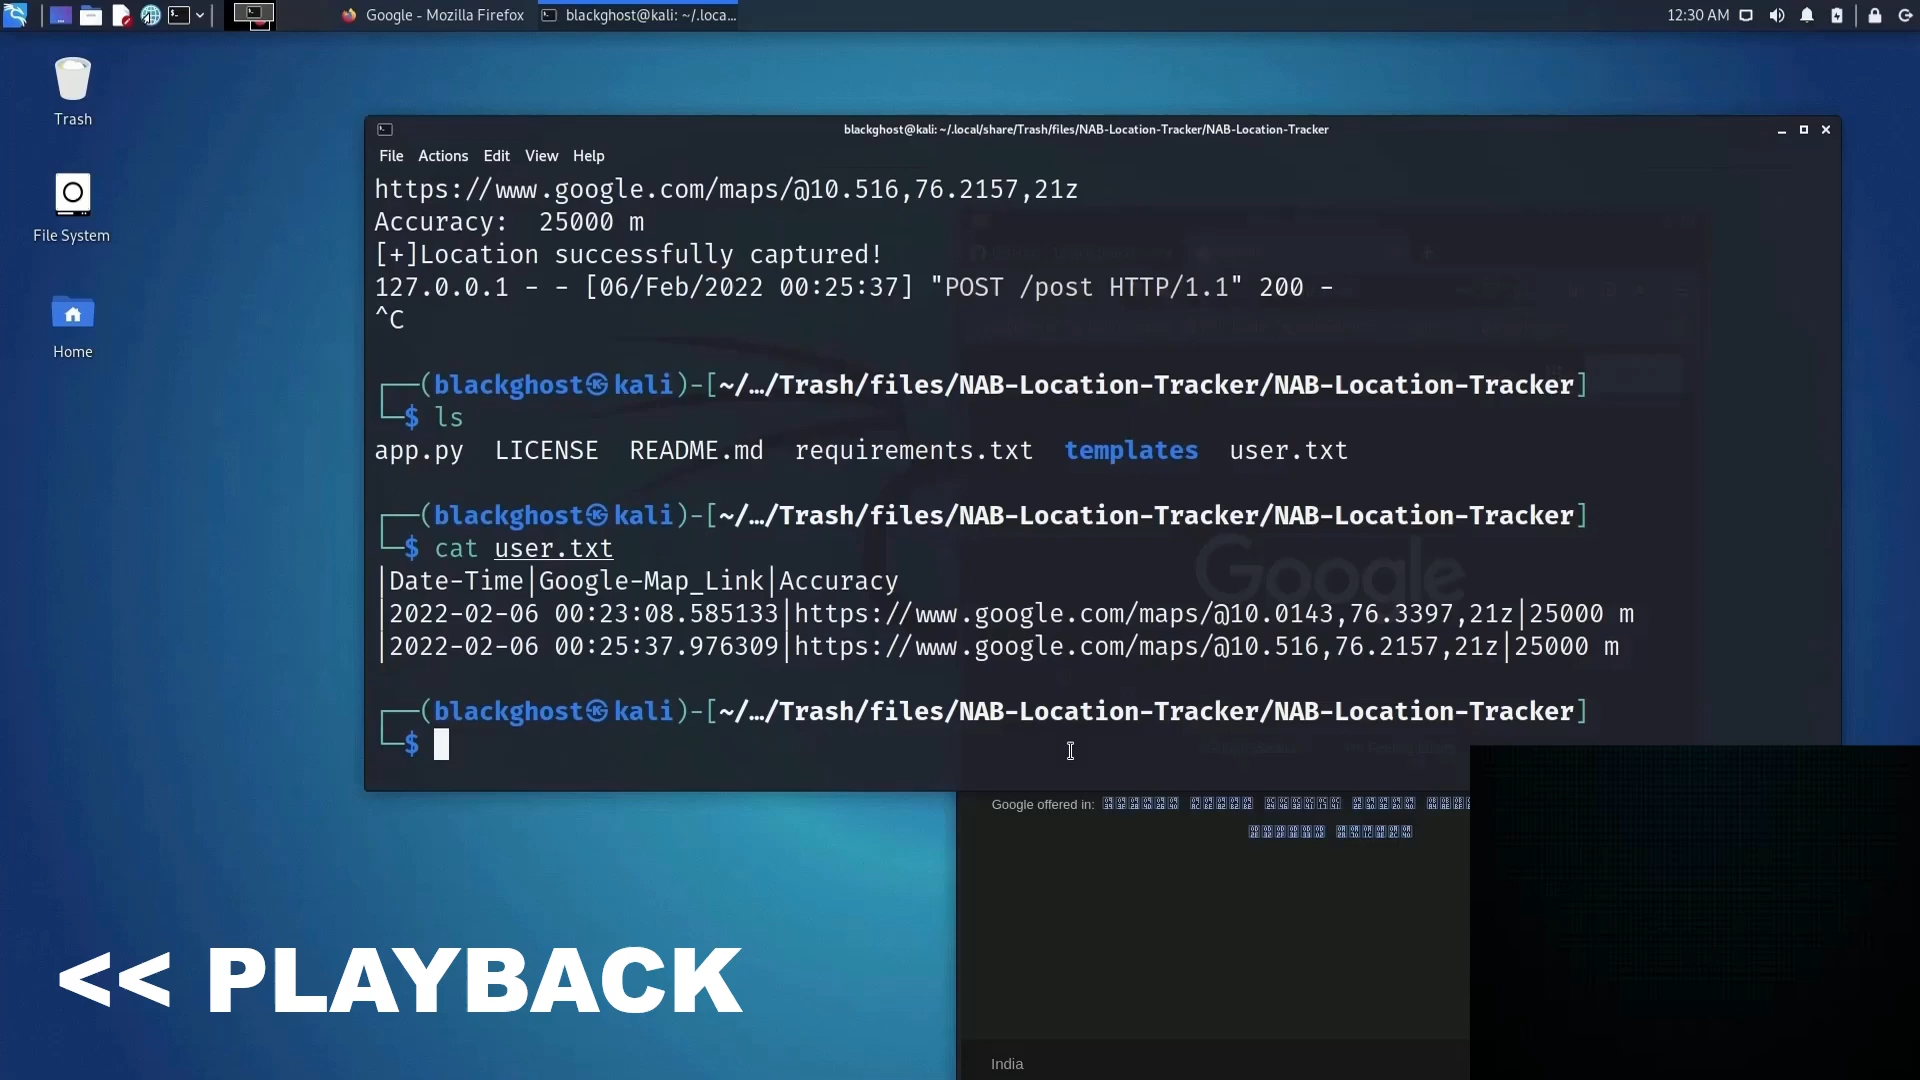 Google - Mozilla Firefox
blackghost@kali: ~/.loca...
12:30 AM
Trash
File System
Home
blackghost@kali: ~/.local/share/Trash/files/NAB-Location-Tracker/NAB-Location-Tracker
File Actions Edit View Help
https://www.google.com/maps/@10.516,76.2157,21z
Accuracy:  25000 m
[+]Location successfully captured!
127.0.0.1 - - [06/Feb/2022 00:25:37] "POST /post HTTP/1.1" 200 -
^C
┌──(blackghost㉿kali)-[~/…/Trash/files/NAB-Location-Tracker/NAB-Location-Tracker]
└─$ ls
app.py  LICENSE  README.md  requirements.txt  templates  user.txt
┌──(blackghost㉿kali)-[~/…/Trash/files/NAB-Location-Tracker/NAB-Location-Tracker]
└─$ cat user.txt
|Date-Time|Google-Map_Link|Accuracy
|2022-02-06 00:23:08.585133|https://www.google.com/maps/@10.0143,76.3397,21z|25000 m
|2022-02-06 00:25:37.976309|https://www.google.com/maps/@10.516,76.2157,21z|25000 m
┌──(blackghost㉿kali)-[~/…/Trash/files/NAB-Location-Tracker/NAB-Location-Tracker]
└─$
Google
Google offered in:
India
<< PLAYBACK